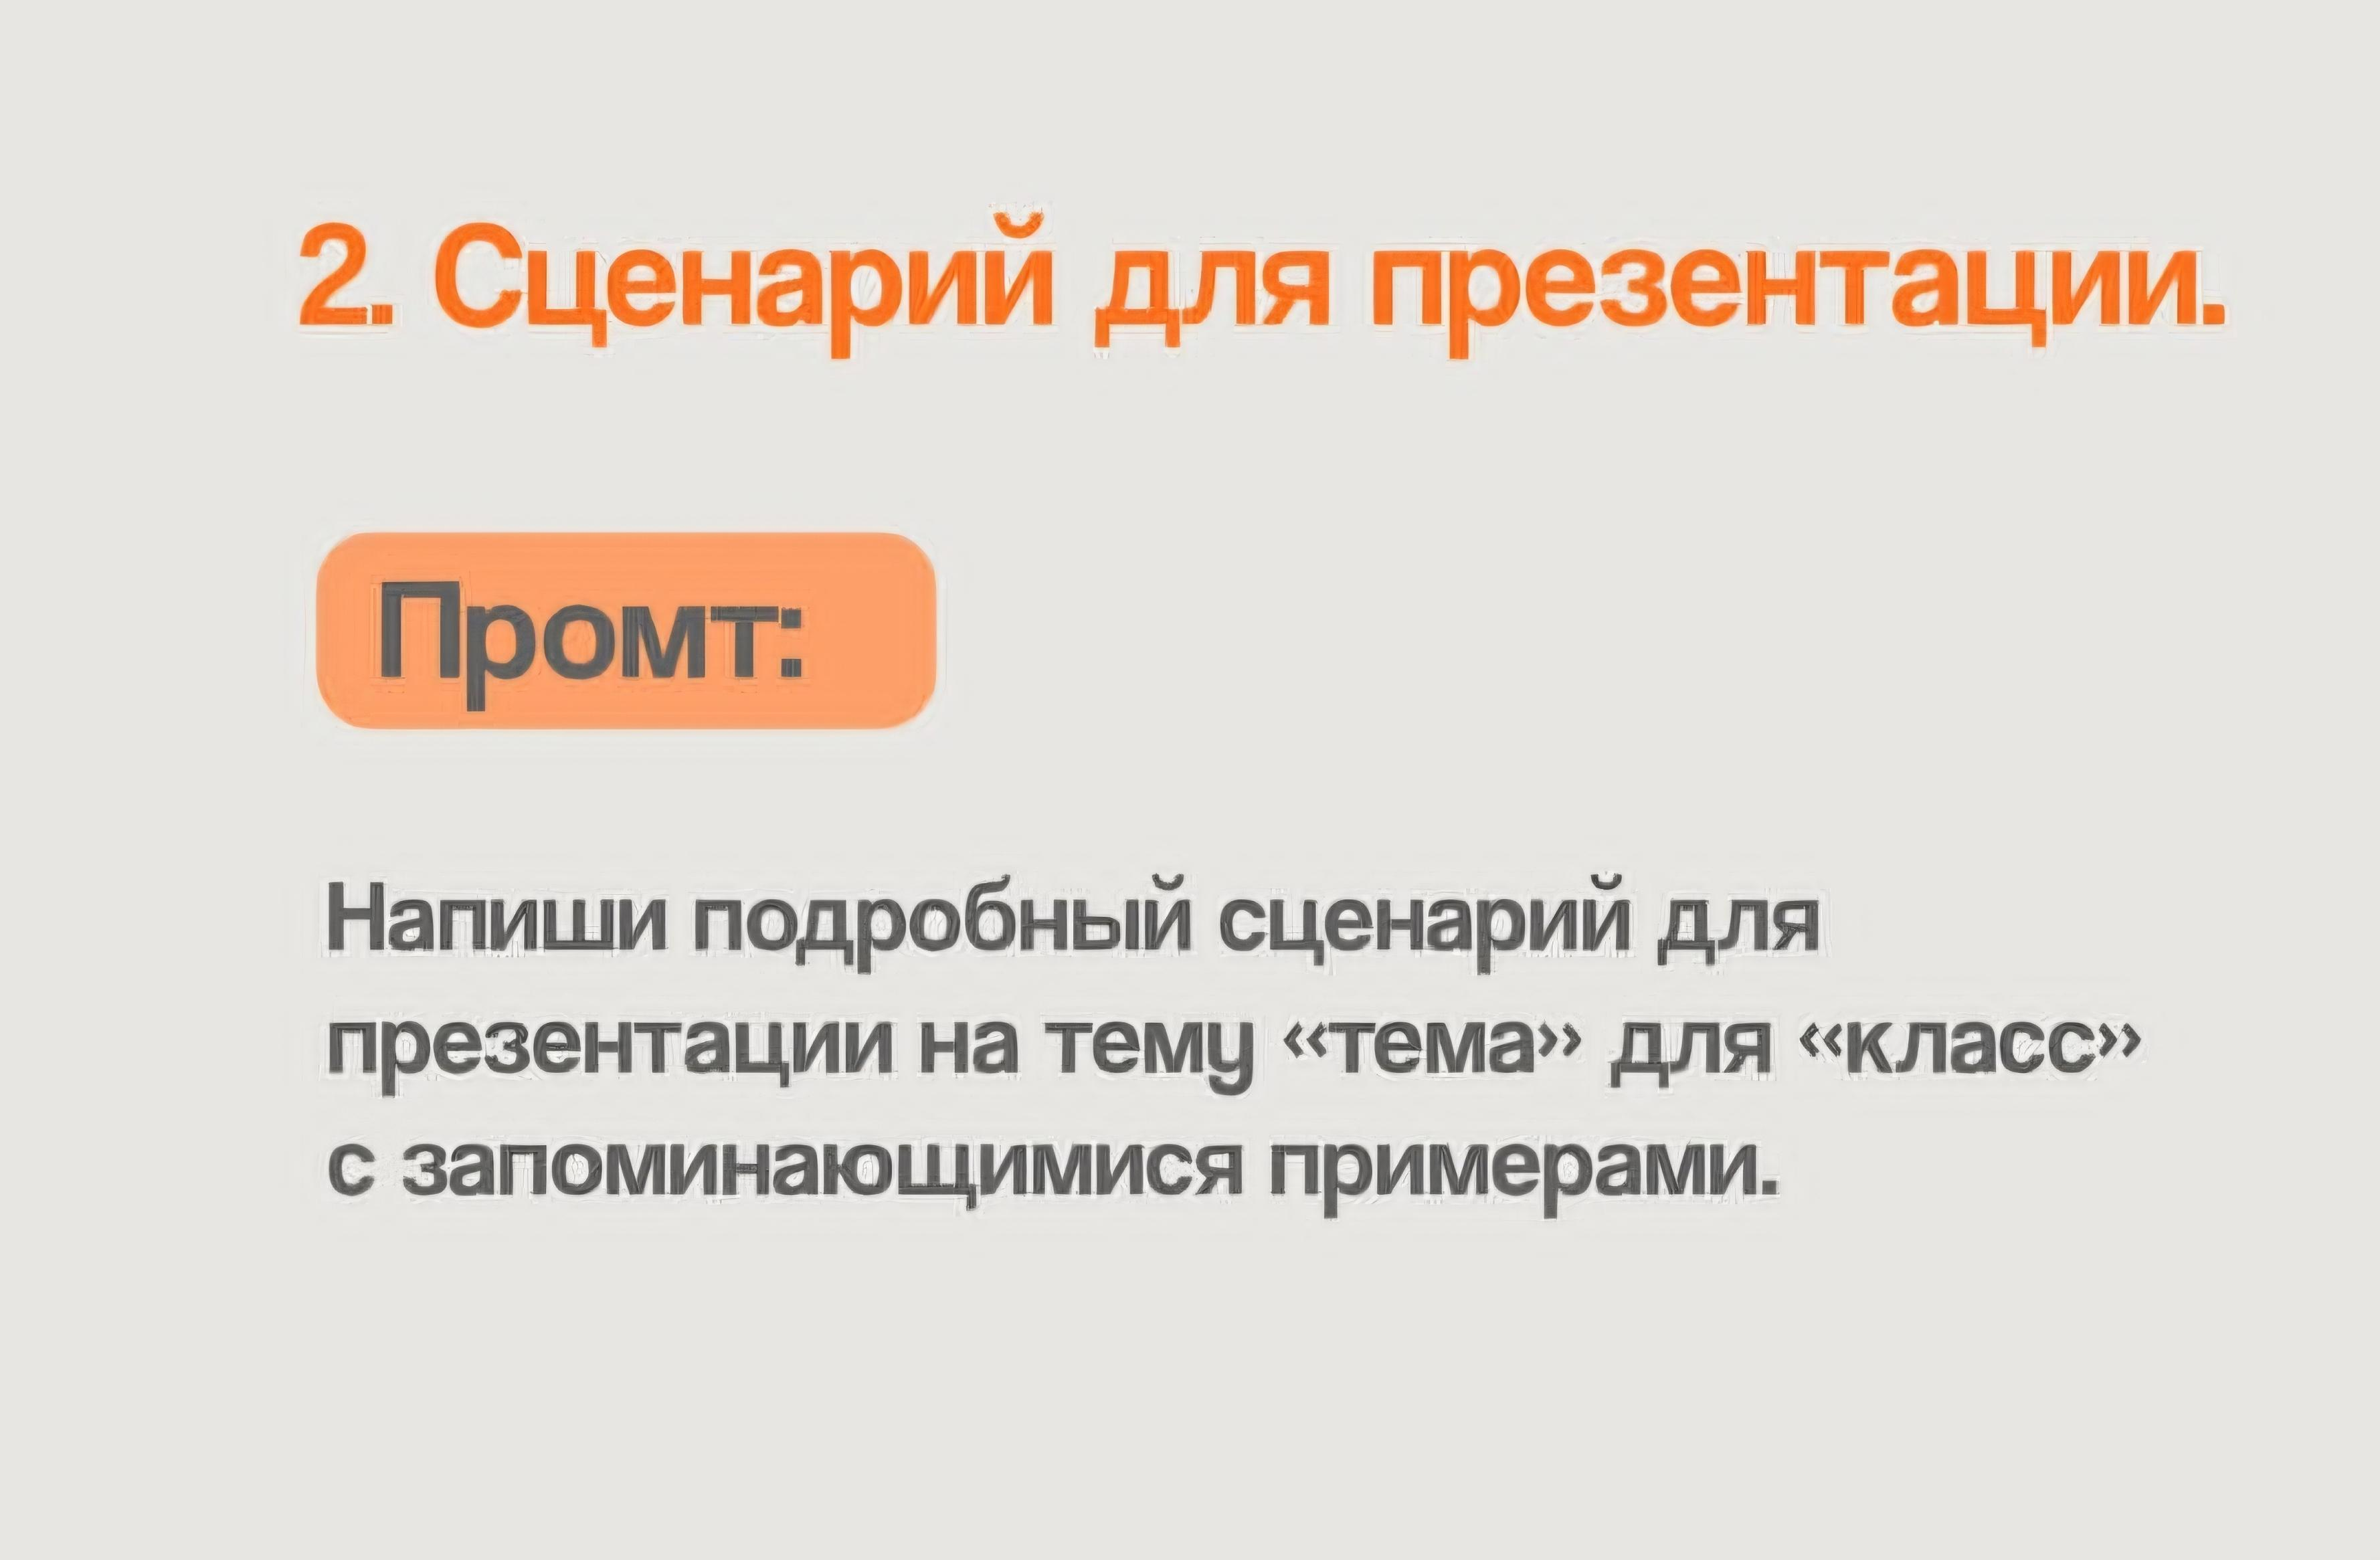 2. Сценарий для презентации.
Промт:
Напиши подробный сценарий для
презентации на тему «тема» для «класс»
с запоминающимися примерами.